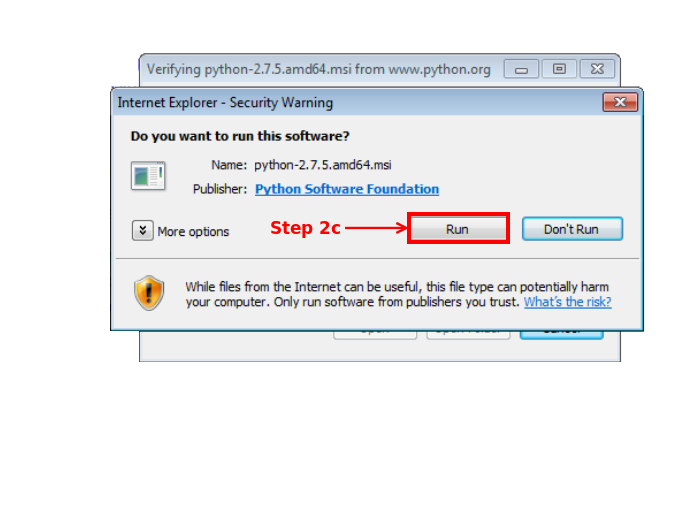 Verifying python-2.7.5.amd64.msi from www.python.org
Internet Explorer - Security Warning
Do you want to run this software?
Name: python-2.7.5.amd64.msi
Publisher: Python Software Foundation
More options
Step 2c
Run
Don't Run
While files from the Internet can be useful, this file type can potentially harm
your computer. Only run software from publishers you trust. What's the risk?